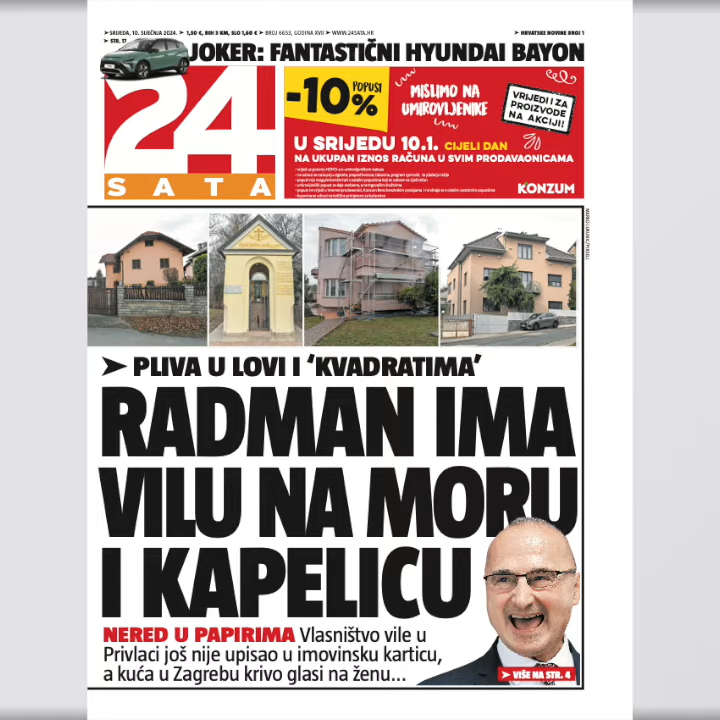 ➤ SRIJEDA, 10. SIJEČNJA 2024. ➤ 1,50 €, BIH 3 KM, SLO 1,60 € ➤ BROJ 6653, GODINA XVII ➤ WWW.24SATA.HR
➤ HRVATSKE NOVINE BROJ 1
➤ STR. 17
JOKER: FANTASTIČNI HYUNDAI BAYON
24
SATA
-10%
POPUSI
MISLIMO NA
UMIROVLJENIKE
VRIJEDI I ZA
PROIZVODE
NA AKCIJI!
U SRIJEDU 10.1. CIJELI DAN
NA UKUPAN IZNOS RAČUNA U SVIM PRODAVAONICAMA
KONZUM
➤ PLIVA U LOVI I 'KVADRATIMA'
RADMAN IMA
VILU NA MORU
I KAPELICU
NERED U PAPIRIMA Vlasništvo vile u
Privlaci još nije upisao u imovinsku karticu,
a kuća u Zagrebu krivo glasi na ženu...
➤ VIŠE NA STR. 4